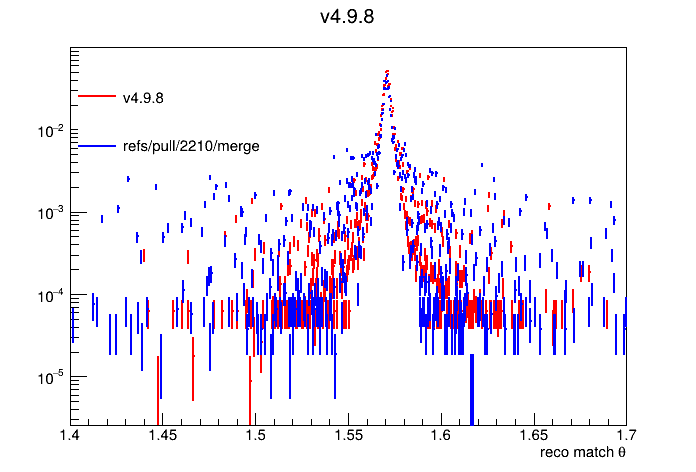 v4.9.8
v4.9.8
refs/pull/2210/merge
10⁻²
10⁻³
10⁻⁴
10⁻⁵
1.4 1.45 1.5 1.55 1.6 1.65 1.7
reco match θ